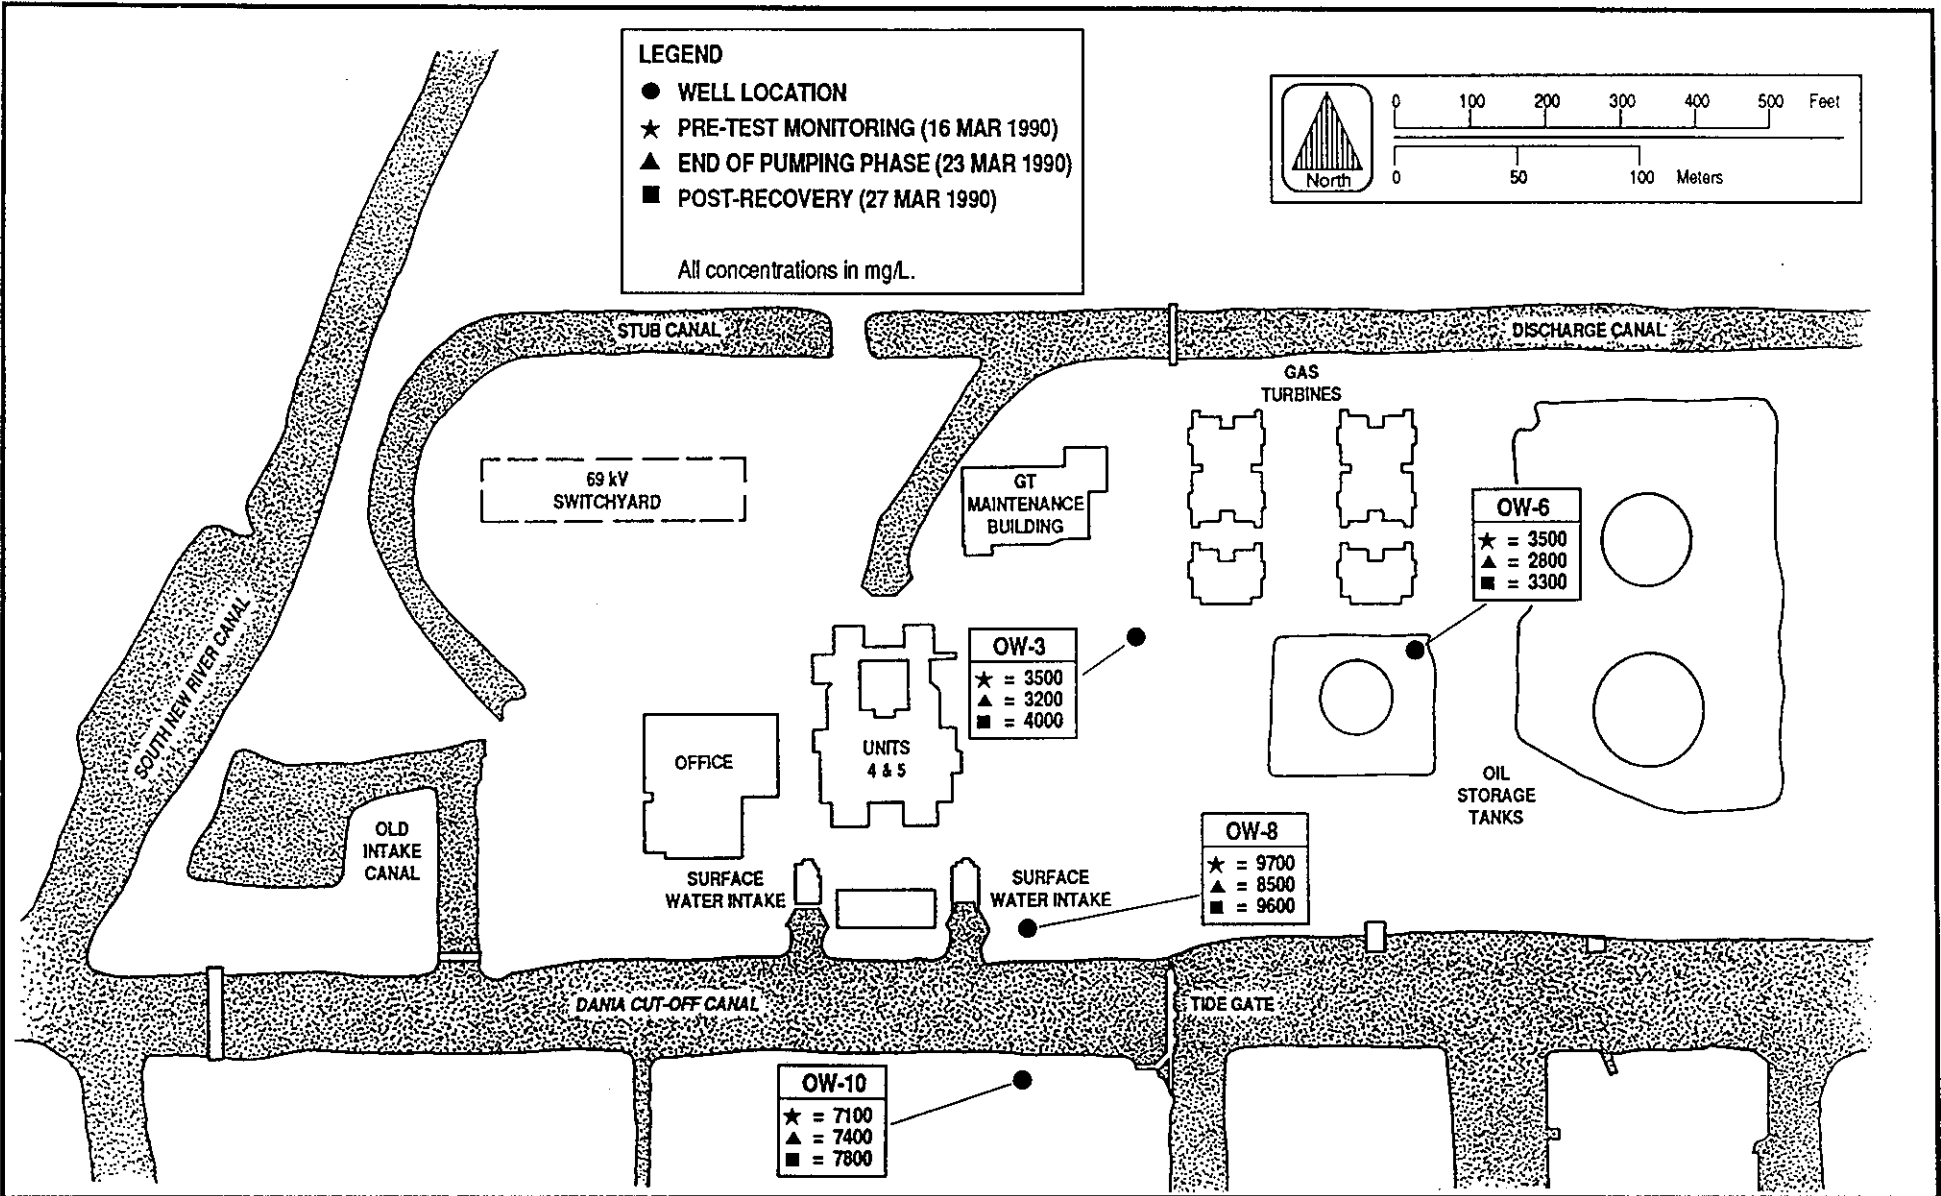 LEGEND
WELL LOCATION
PRE-TEST MONITORING (16 MAR 1990)
END OF PUMPING PHASE (23 MAR 1990)
POST-RECOVERY (27 MAR 1990)
All concentrations in mg/L.
North
0 100 200 300 400 500 Feet
0 50 100 Meters
STUB CANAL
DISCHARGE CANAL
GAS
TURBINES
69 kV
SWITCHYARD
GT
MAINTENANCE
BUILDING
OW-6
★ = 3500
▲ = 2800
■ = 3300
SOUTH NEW RIVER CANAL
OW-3
★ = 3500
▲ = 3200
■ = 4000
OFFICE
UNITS
4 & 5
OIL
STORAGE
TANKS
OLD
INTAKE
CANAL
OW-8
★ = 9700
▲ = 8500
■ = 9600
SURFACE
WATER INTAKE
SURFACE
WATER INTAKE
DANIA CUT-OFF CANAL
TIDE GATE
OW-10
★ = 7100
▲ = 7400
■ = 7800